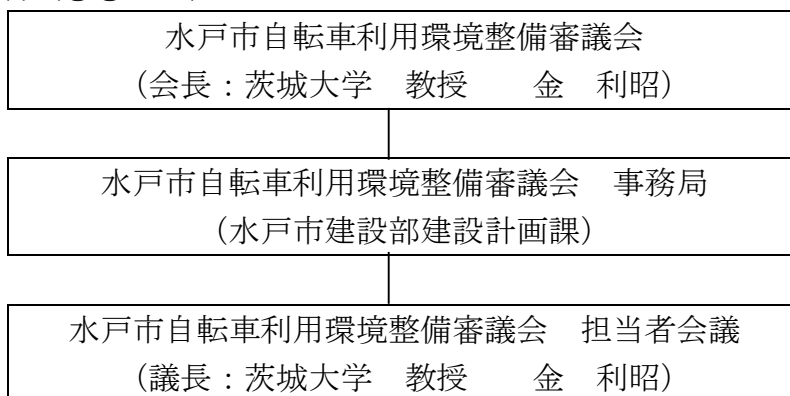 水戸市自転車利用環境整備審議会
（会長：茨城大学　教授　　金　利昭）
水戸市自転車利用環境整備審議会　事務局
（水戸市建設部建設計画課）
水戸市自転車利用環境整備審議会　担当者会議
（議長：茨城大学　教授　　金　利昭）